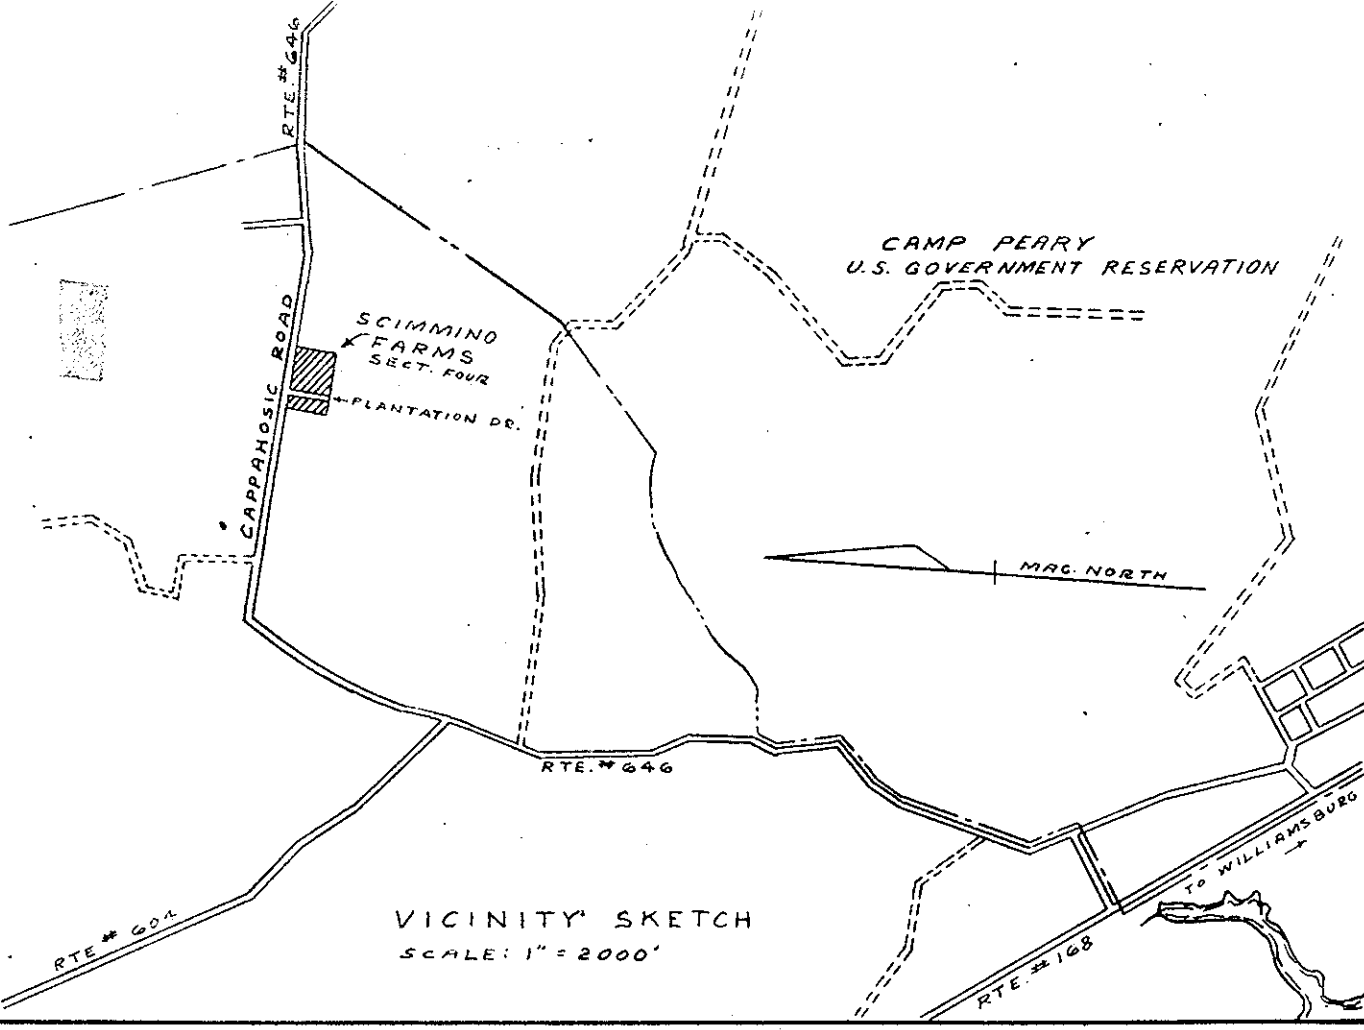 RTE. # 646
CAMP PEARY
U.S. GOVERNMENT RESERVATION
CAPPAHOSIC ROAD
SCIMMINO
FARMS
SECT. FOUR
PLANTATION DR.
MAG. NORTH
RTE. # 646
TO WILLIAMSBURG
RTE # 604
VICINITY SKETCH
SCALE: 1" = 2000'
RTE. # 168